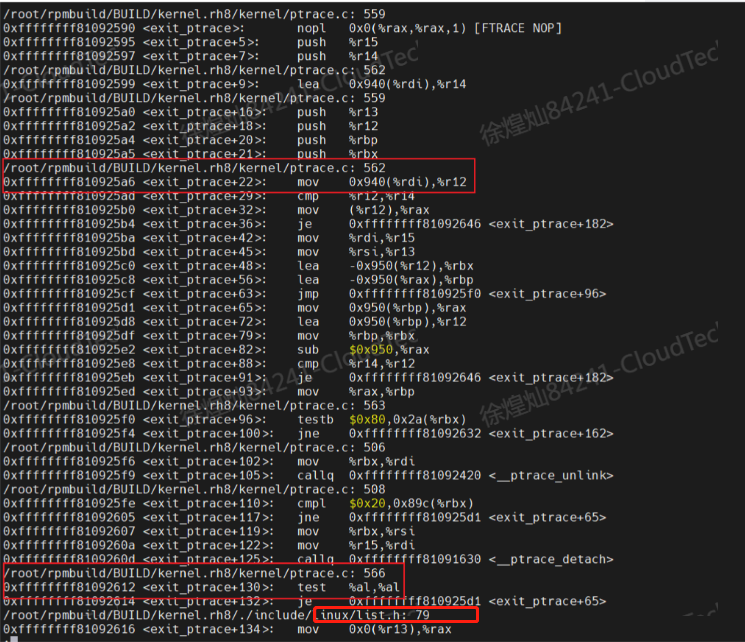 /root/rpmbuild/BUILD/kernel.rh8/kernel/ptrace.c: 559
0xffffffff81092590 <exit_ptrace>: nopl 0x0(%rax,%rax,1) [FTRACE NOP]
0xffffffff81092595 <exit_ptrace+5>: push %r15
0xffffffff81092597 <exit_ptrace+7>: push %r14
/root/rpmbuild/BUILD/kernel.rh8/kernel/ptrace.c: 562
0xffffffff81092599 <exit_ptrace+9>: lea 0x940(%rdi),%r14
/root/rpmbuild/BUILD/kernel.rh8/kernel/ptrace.c: 559
0xffffffff810925a0 <exit_ptrace+16>: push %r13
0xffffffff810925a2 <exit_ptrace+18>: push %r12
0xffffffff810925a4 <exit_ptrace+20>: push %rbp
0xffffffff810925a5 <exit_ptrace+21>: push %rbx
/root/rpmbuild/BUILD/kernel.rh8/kernel/ptrace.c: 562
0xffffffff810925a6 <exit_ptrace+22>: mov 0x940(%rdi),%r12
0xffffffff810925ad <exit_ptrace+29>: cmp %r12,%r14
0xffffffff810925b0 <exit_ptrace+32>: mov (%r12),%rax
0xffffffff810925b4 <exit_ptrace+36>: je 0xffffffff81092646 <exit_ptrace+182>
0xffffffff810925ba <exit_ptrace+42>: mov %rdi,%r15
0xffffffff810925bd <exit_ptrace+45>: mov %rsi,%r13
0xffffffff810925c0 <exit_ptrace+48>: lea -0x950(%r12),%rbx
0xffffffff810925c8 <exit_ptrace+56>: lea -0x950(%rax),%rbp
0xffffffff810925cf <exit_ptrace+63>: jmp 0xffffffff810925f0 <exit_ptrace+96>
0xffffffff810925d1 <exit_ptrace+65>: mov 0x950(%rbp),%rax
0xffffffff810925d8 <exit_ptrace+72>: lea 0x950(%rbp),%r12
0xffffffff810925df <exit_ptrace+79>: mov %rbp,%rbx
0xffffffff810925e2 <exit_ptrace+82>: sub $0x950,%rax
0xffffffff810925e8 <exit_ptrace+88>: cmp %r14,%r12
0xffffffff810925eb <exit_ptrace+91>: je 0xffffffff81092646 <exit_ptrace+182>
0xffffffff810925ed <exit_ptrace+93>: mov %rax,%rbp
/root/rpmbuild/BUILD/kernel.rh8/kernel/ptrace.c: 563
0xffffffff810925f0 <exit_ptrace+96>: testb $0x80,0x2a(%rbx)
0xffffffff810925f4 <exit_ptrace+100>: jne 0xffffffff81092632 <exit_ptrace+162>
/root/rpmbuild/BUILD/kernel.rh8/kernel/ptrace.c: 506
0xffffffff810925f6 <exit_ptrace+102>: mov %rbx,%rdi
0xffffffff810925f9 <exit_ptrace+105>: callq 0xffffffff81092420 <__ptrace_unlink>
/root/rpmbuild/BUILD/kernel.rh8/kernel/ptrace.c: 508
0xffffffff810925fe <exit_ptrace+110>: cmpl $0x20,0x89c(%rbx)
0xffffffff81092605 <exit_ptrace+117>: jne 0xffffffff810925d1 <exit_ptrace+65>
0xffffffff81092607 <exit_ptrace+119>: mov %rbx,%rsi
0xffffffff8109260a <exit_ptrace+122>: mov %r15,%rdi
0xffffffff8109260d <exit_ptrace+125>: callq 0xffffffff81091630 <__ptrace_detach>
/root/rpmbuild/BUILD/kernel.rh8/kernel/ptrace.c: 566
0xffffffff81092612 <exit_ptrace+130>: test %al,%al
0xffffffff81092614 <exit_ptrace+132>: je 0xffffffff810925d1 <exit_ptrace+65>
/root/rpmbuild/BUILD/kernel.rh8/./include/linux/list.h: 79
0xffffffff81092616 <exit_ptrace+134>: mov 0x0(%r13),%rax
徐煌灿84241-CloudTec
徐煌灿84241-CloudTec